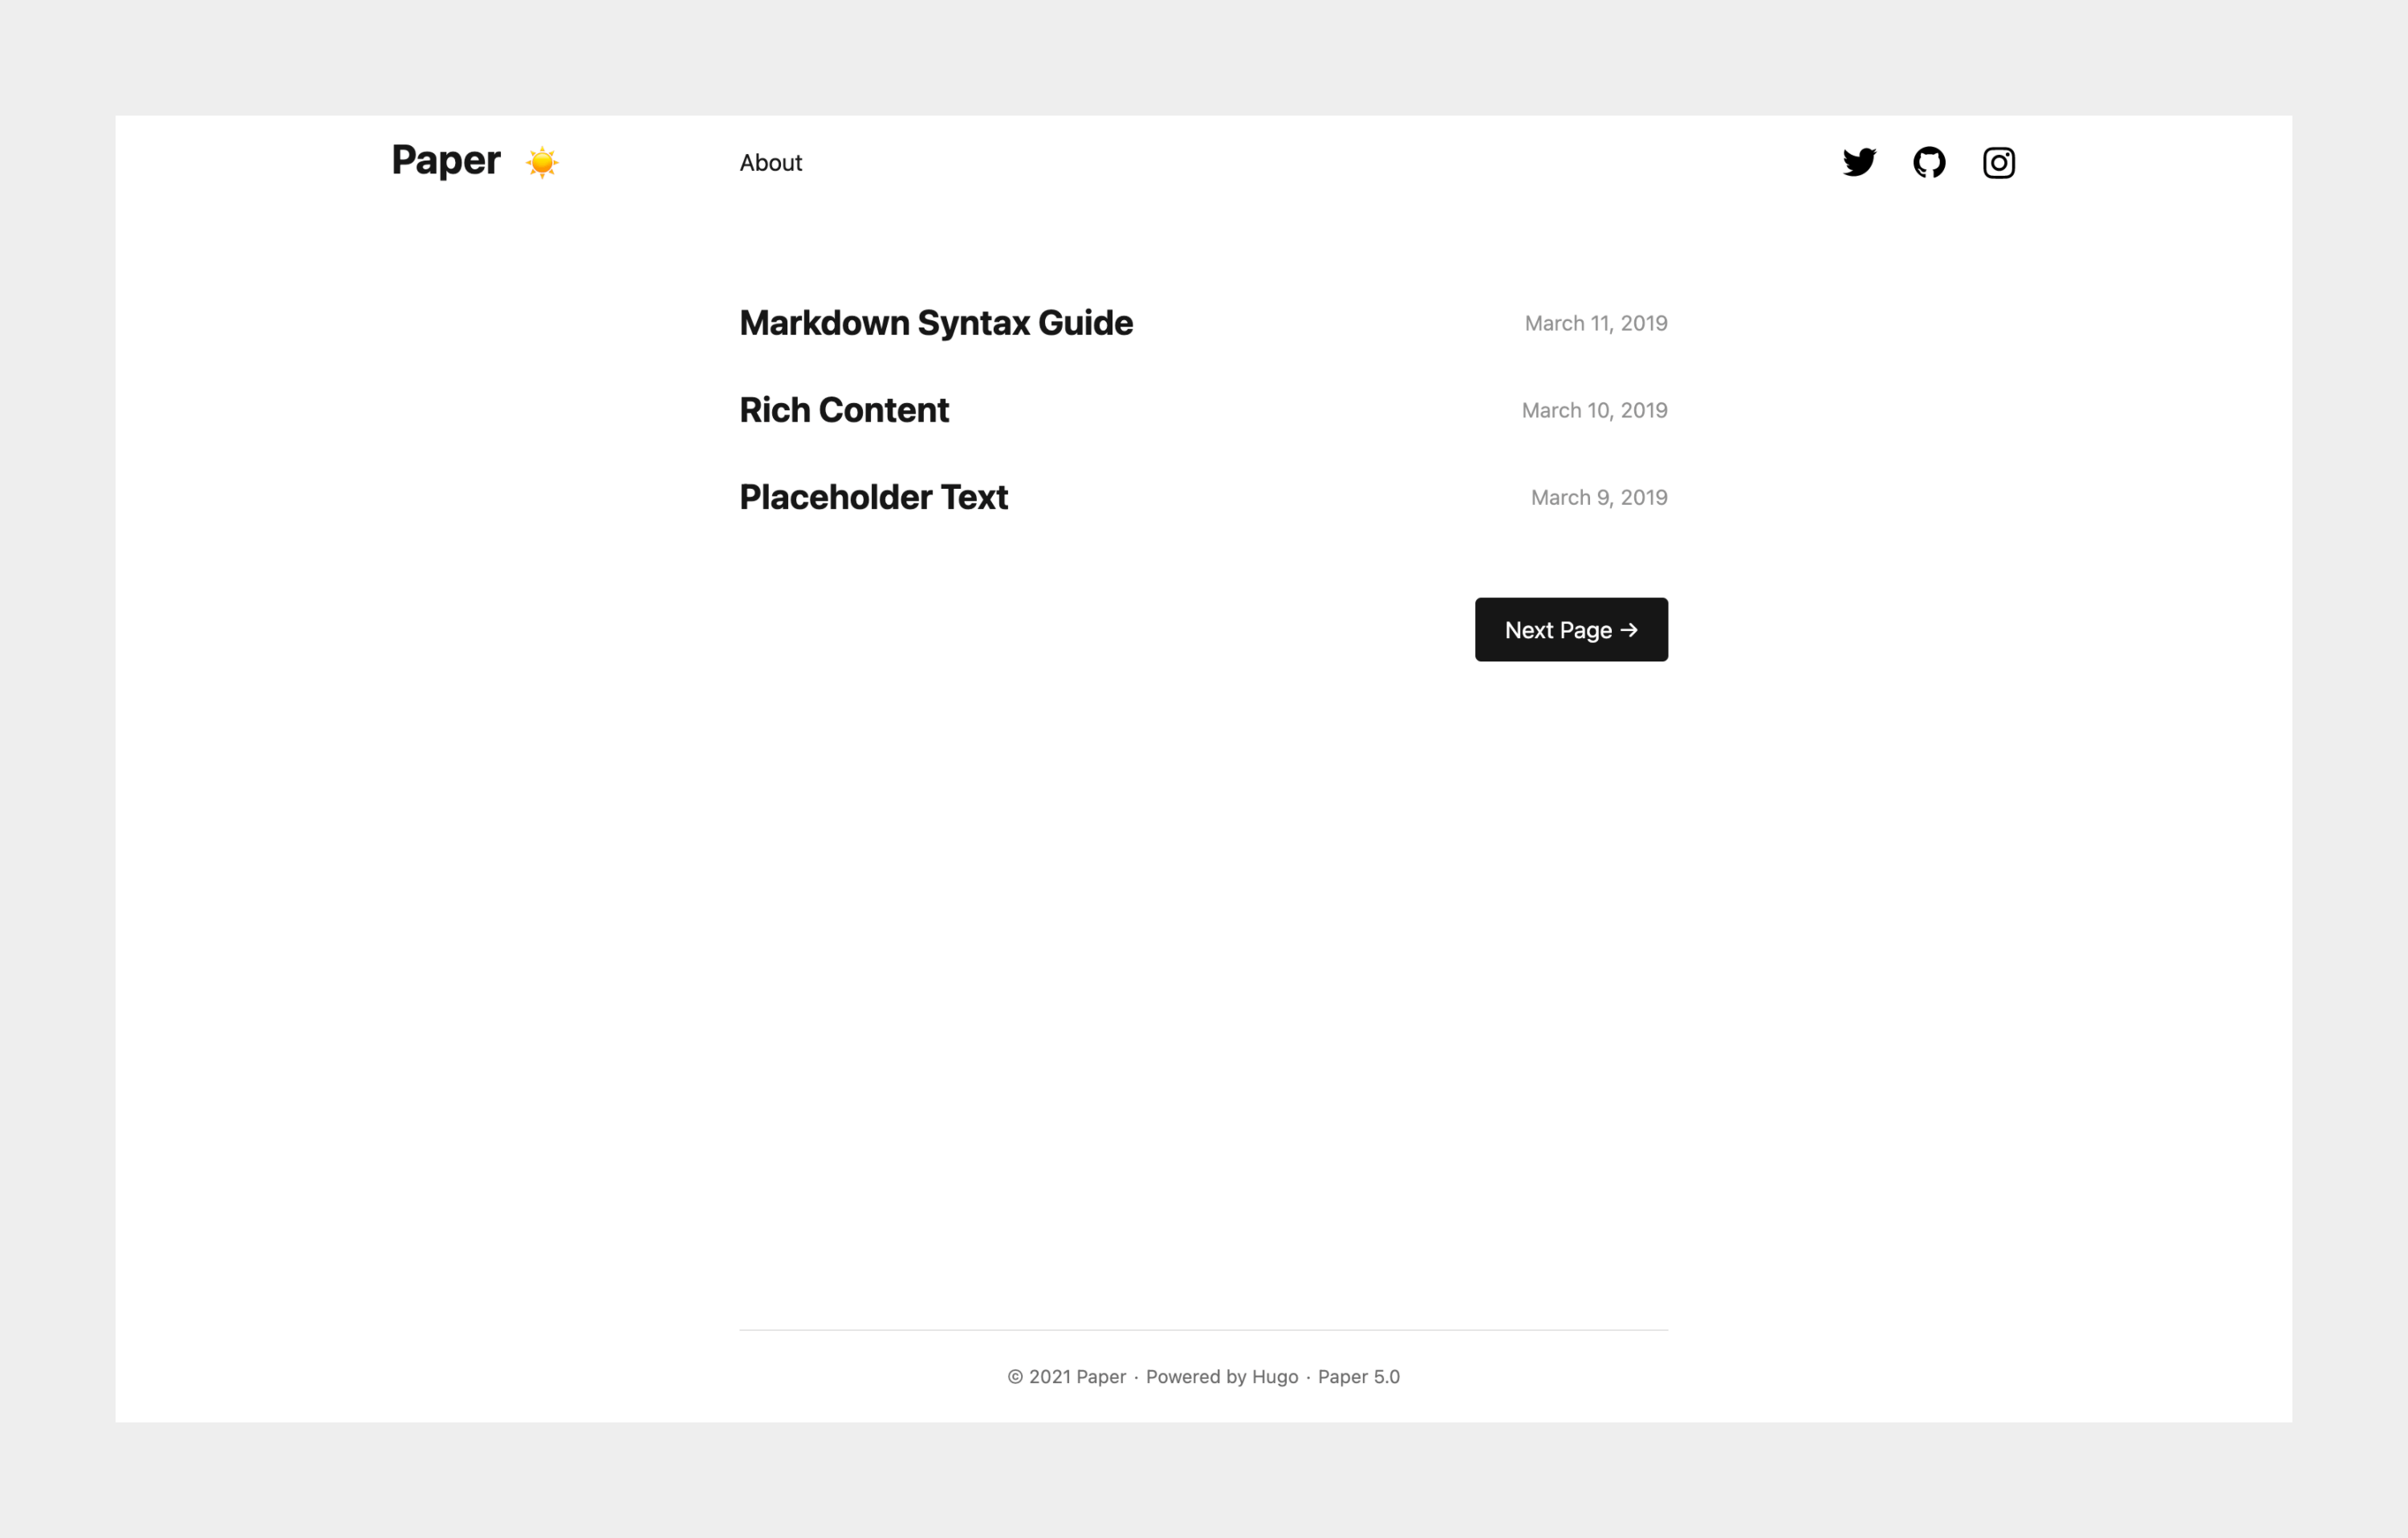 Paper About
Markdown Syntax Guide March 11, 2019
Rich Content March 10, 2019
Placeholder Text March 9, 2019
Next Page →
© 2021 Paper · Powered by Hugo · Paper 5.0